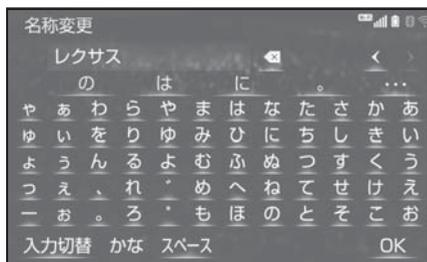 名称変更
レクサス
の は に 。 …
ゃ ぁ わ ら や ま は な た さ か あ
ゅ ぃ を り ゆ み ひ に ち し き い
ょ ぅ ん る よ む ふ ぬ つ す く う
っ ぇ 、 れ ゛ め へ ね て せ け え
ー ぉ 。 ろ ゜ も ほ の と そ こ お
入力切替 かな スペース OK